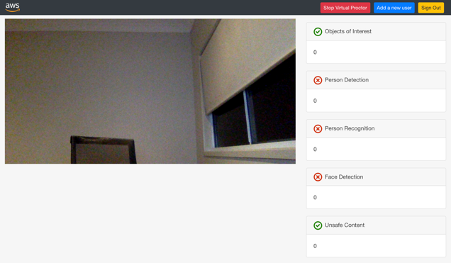 aws
Stop Virtual Proctor
Add a new user
Sign Out
Objects of Interest
0
Person Detection
0
Person Recognition
0
Face Detection
0
Unsafe Content
0